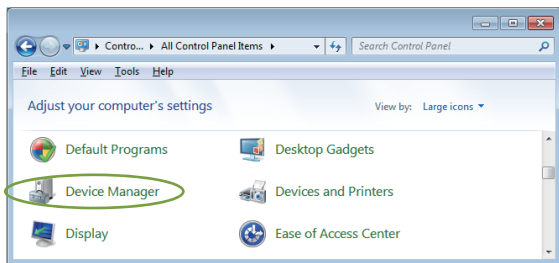 Contro... All Control Panel Items Search Control Panel
File Edit View Tools Help
Adjust your computer's settings View by: Large icons
Default Programs Desktop Gadgets
Device Manager Devices and Printers
Display Ease of Access Center